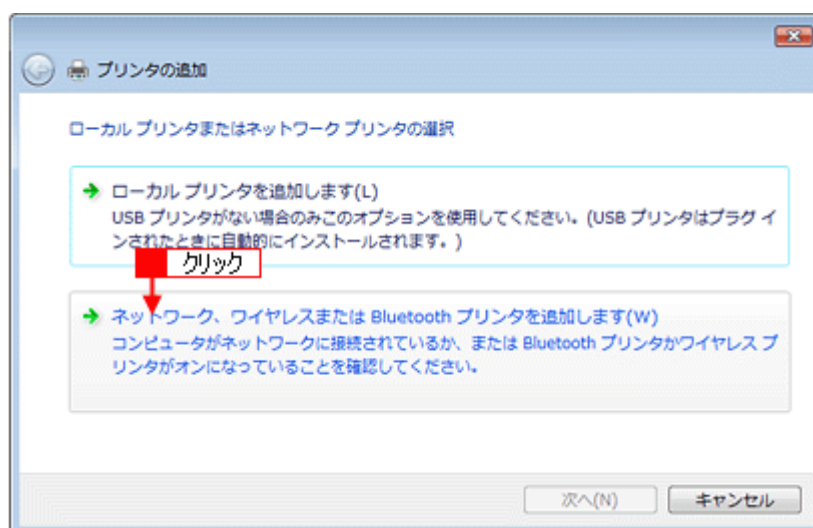 プリンタの追加
ローカル プリンタまたはネットワーク プリンタの選択
ローカル プリンタを追加します(L)
USB プリンタがない場合のみこのオプションを使用してください。(USB プリンタはプラグ イ
ンされたときに自動的にインストールされます。)
クリック
ネットワーク、ワイヤレスまたは Bluetooth プリンタを追加します(W)
コンピュータがネットワークに接続されているか、または Bluetooth プリンタかワイヤレス プ
リンタがオンになっていることを確認してください。
次へ(N)
キャンセル